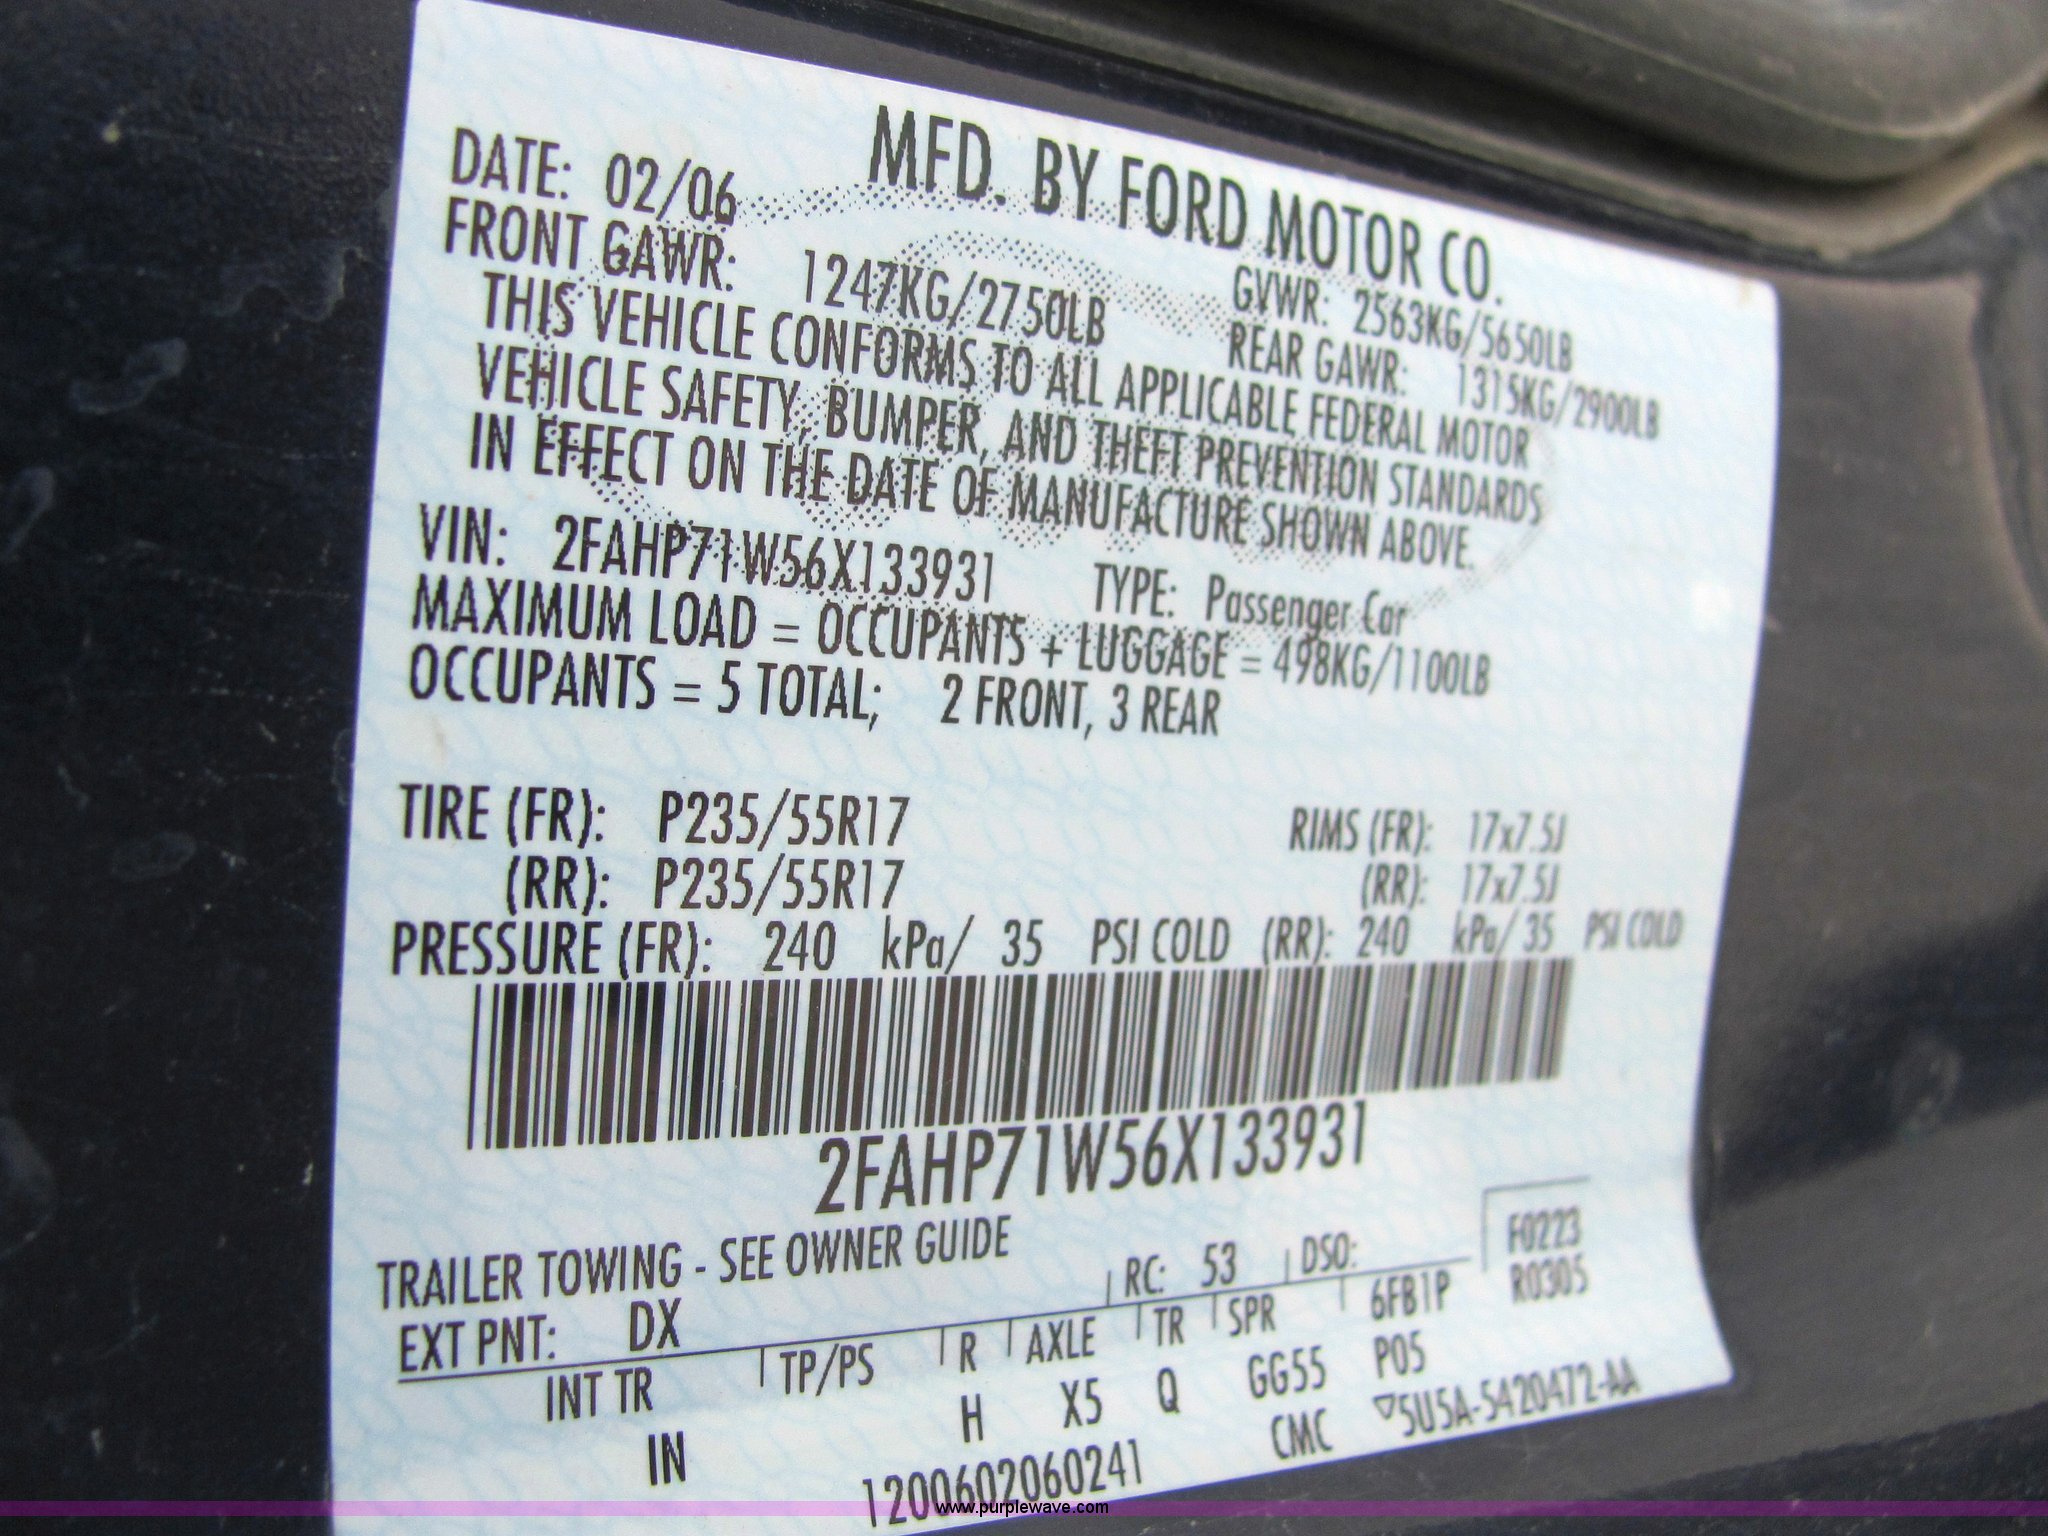 MFD. BY FORD MOTOR CO.
DATE: 02/06 GVWR: 2563KG/5650LB
FRONT GAWR: 1247KG/2750LB REAR GAWR: 1315KG/2900LB
THIS VEHICLE CONFORMS TO ALL APPLICABLE FEDERAL MOTOR
VEHICLE SAFETY, BUMPER, AND THEFT PREVENTION STANDARDS
IN EFFECT ON THE DATE OF MANUFACTURE SHOWN ABOVE.
VIN: 2FAHP71W56X133931 TYPE: Passenger Car
MAXIMUM LOAD = OCCUPANTS + LUGGAGE = 498KG/1100LB
OCCUPANTS = 5 TOTAL; 2 FRONT, 3 REAR
TIRE (FR): P235/55R17 RIMS (FR): 17x7.5J
(RR): P235/55R17 (RR): 17x7.5J
PRESSURE (FR): 240 kPa/ 35 PSI COLD (RR): 240 kPa/ 35 PSI COLD
2FAHP71W56X133931
TRAILER TOWING - SEE OWNER GUIDE
F0223
EXT PNT: DX RC: 53 DSO: R0305
INT TR TP/PS R AXLE TR SPR 6FB1P
IN H X5 Q GG55 P05
1200602060241 CMC ▽5U5A-5420472-AA
www.purplewave.com